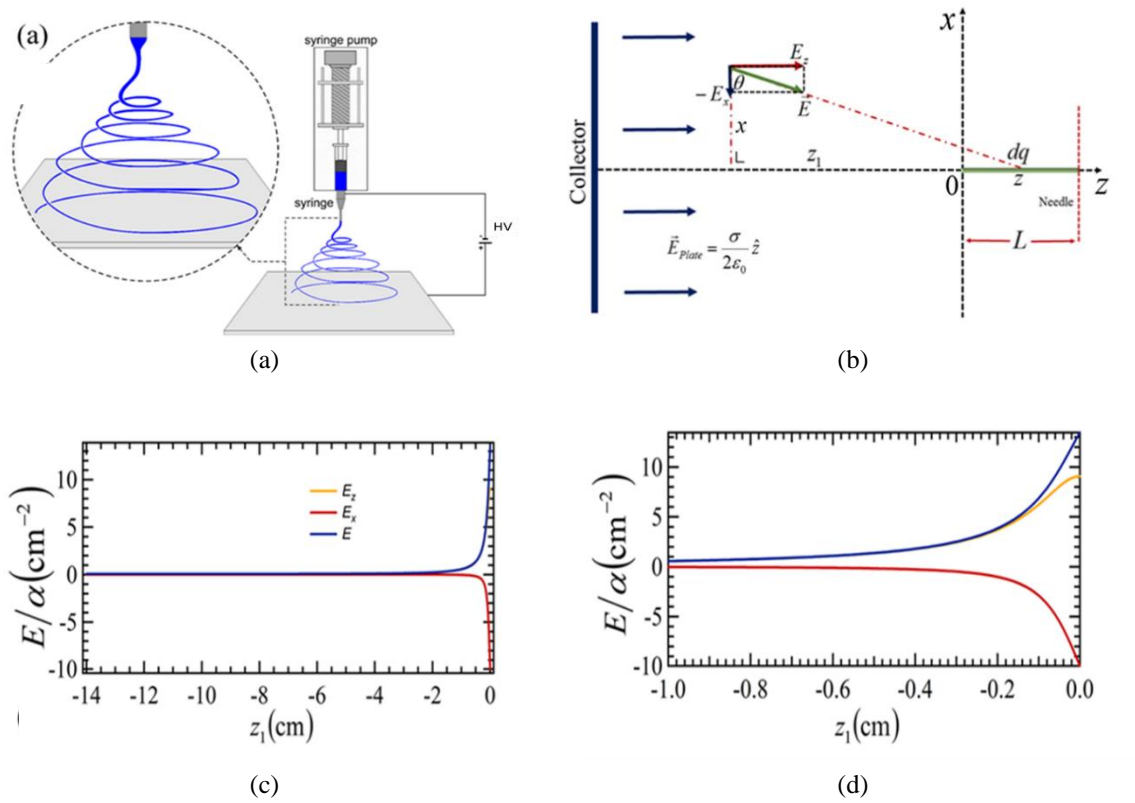 (a)
syringe pump
syringe
HV
(a)
x
E_z
θ
−E_x
E
x
z_1
dq
0
z
z
Needle
L
Collector
\vec{E}_{Plate} = \frac{σ}{2ε_0} \hat{z}
(b)
E/α(cm⁻²)
10
5
0
-5
-10
E_z
E_x
E
-14
-12
-10
-8
-6
-4
-2
0
z_1(cm)
(c)
E/α(cm⁻²)
10
5
0
-5
-10
-1.0
-0.8
-0.6
-0.4
-0.2
0.0
z_1(cm)
(d)